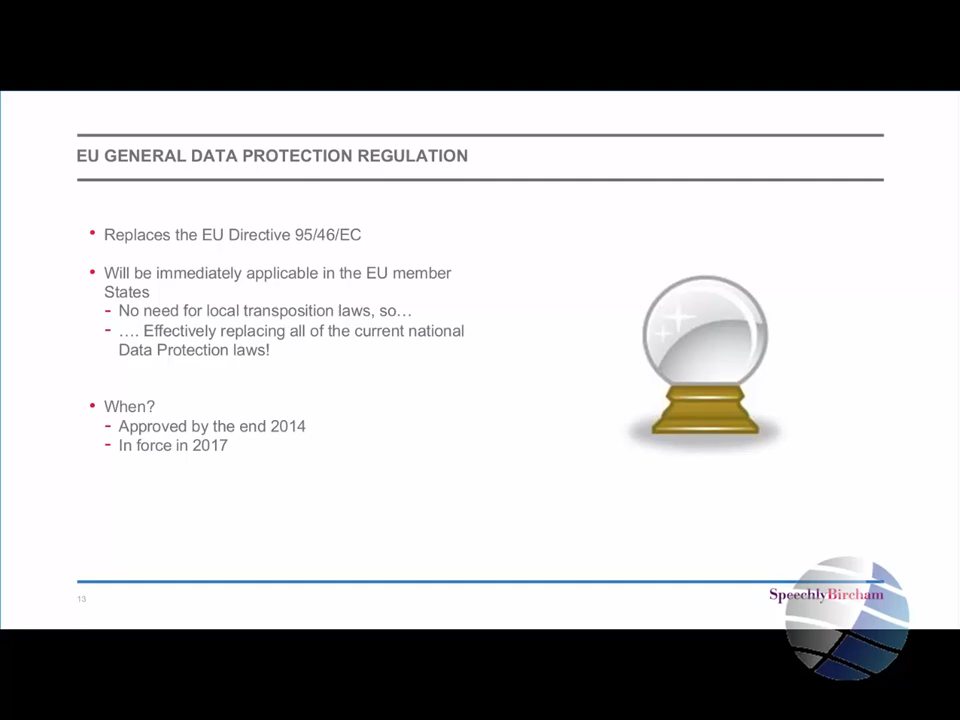 EU GENERAL DATA PROTECTION REGULATION
• Replaces the EU Directive 95/46/EC
• Will be immediately applicable in the EU member
States
- No need for local transposition laws, so…
- …. Effectively replacing all of the current national
Data Protection laws!
• When?
- Approved by the end 2014
- In force in 2017
13
SpeechlyBircham